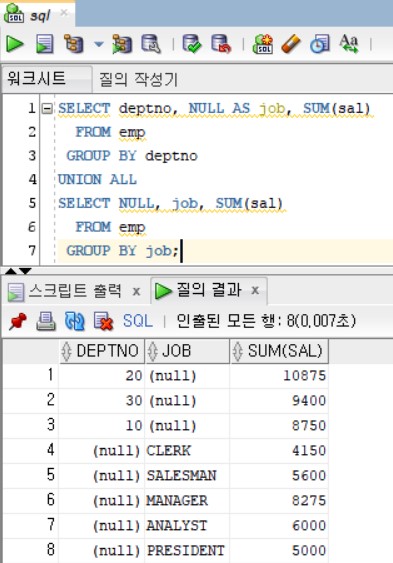 sql
워크시트 질의 작성기
1 SELECT deptno, NULL AS job, SUM(sal)
2 FROM emp
3 GROUP BY deptno
4 UNION ALL
5 SELECT NULL, job, SUM(sal)
6 FROM emp
7 GROUP BY job;
스크립트 출력 x 질의 결과 x
SQL | 인출된 모든 행: 8(0,007초)
DEPTNO JOB SUM(SAL)
1 20 (null) 10875
2 30 (null) 9400
3 10 (null) 8750
4 (null) CLERK 4150
5 (null) SALESMAN 5600
6 (null) MANAGER 8275
7 (null) ANALYST 6000
8 (null) PRESIDENT 5000